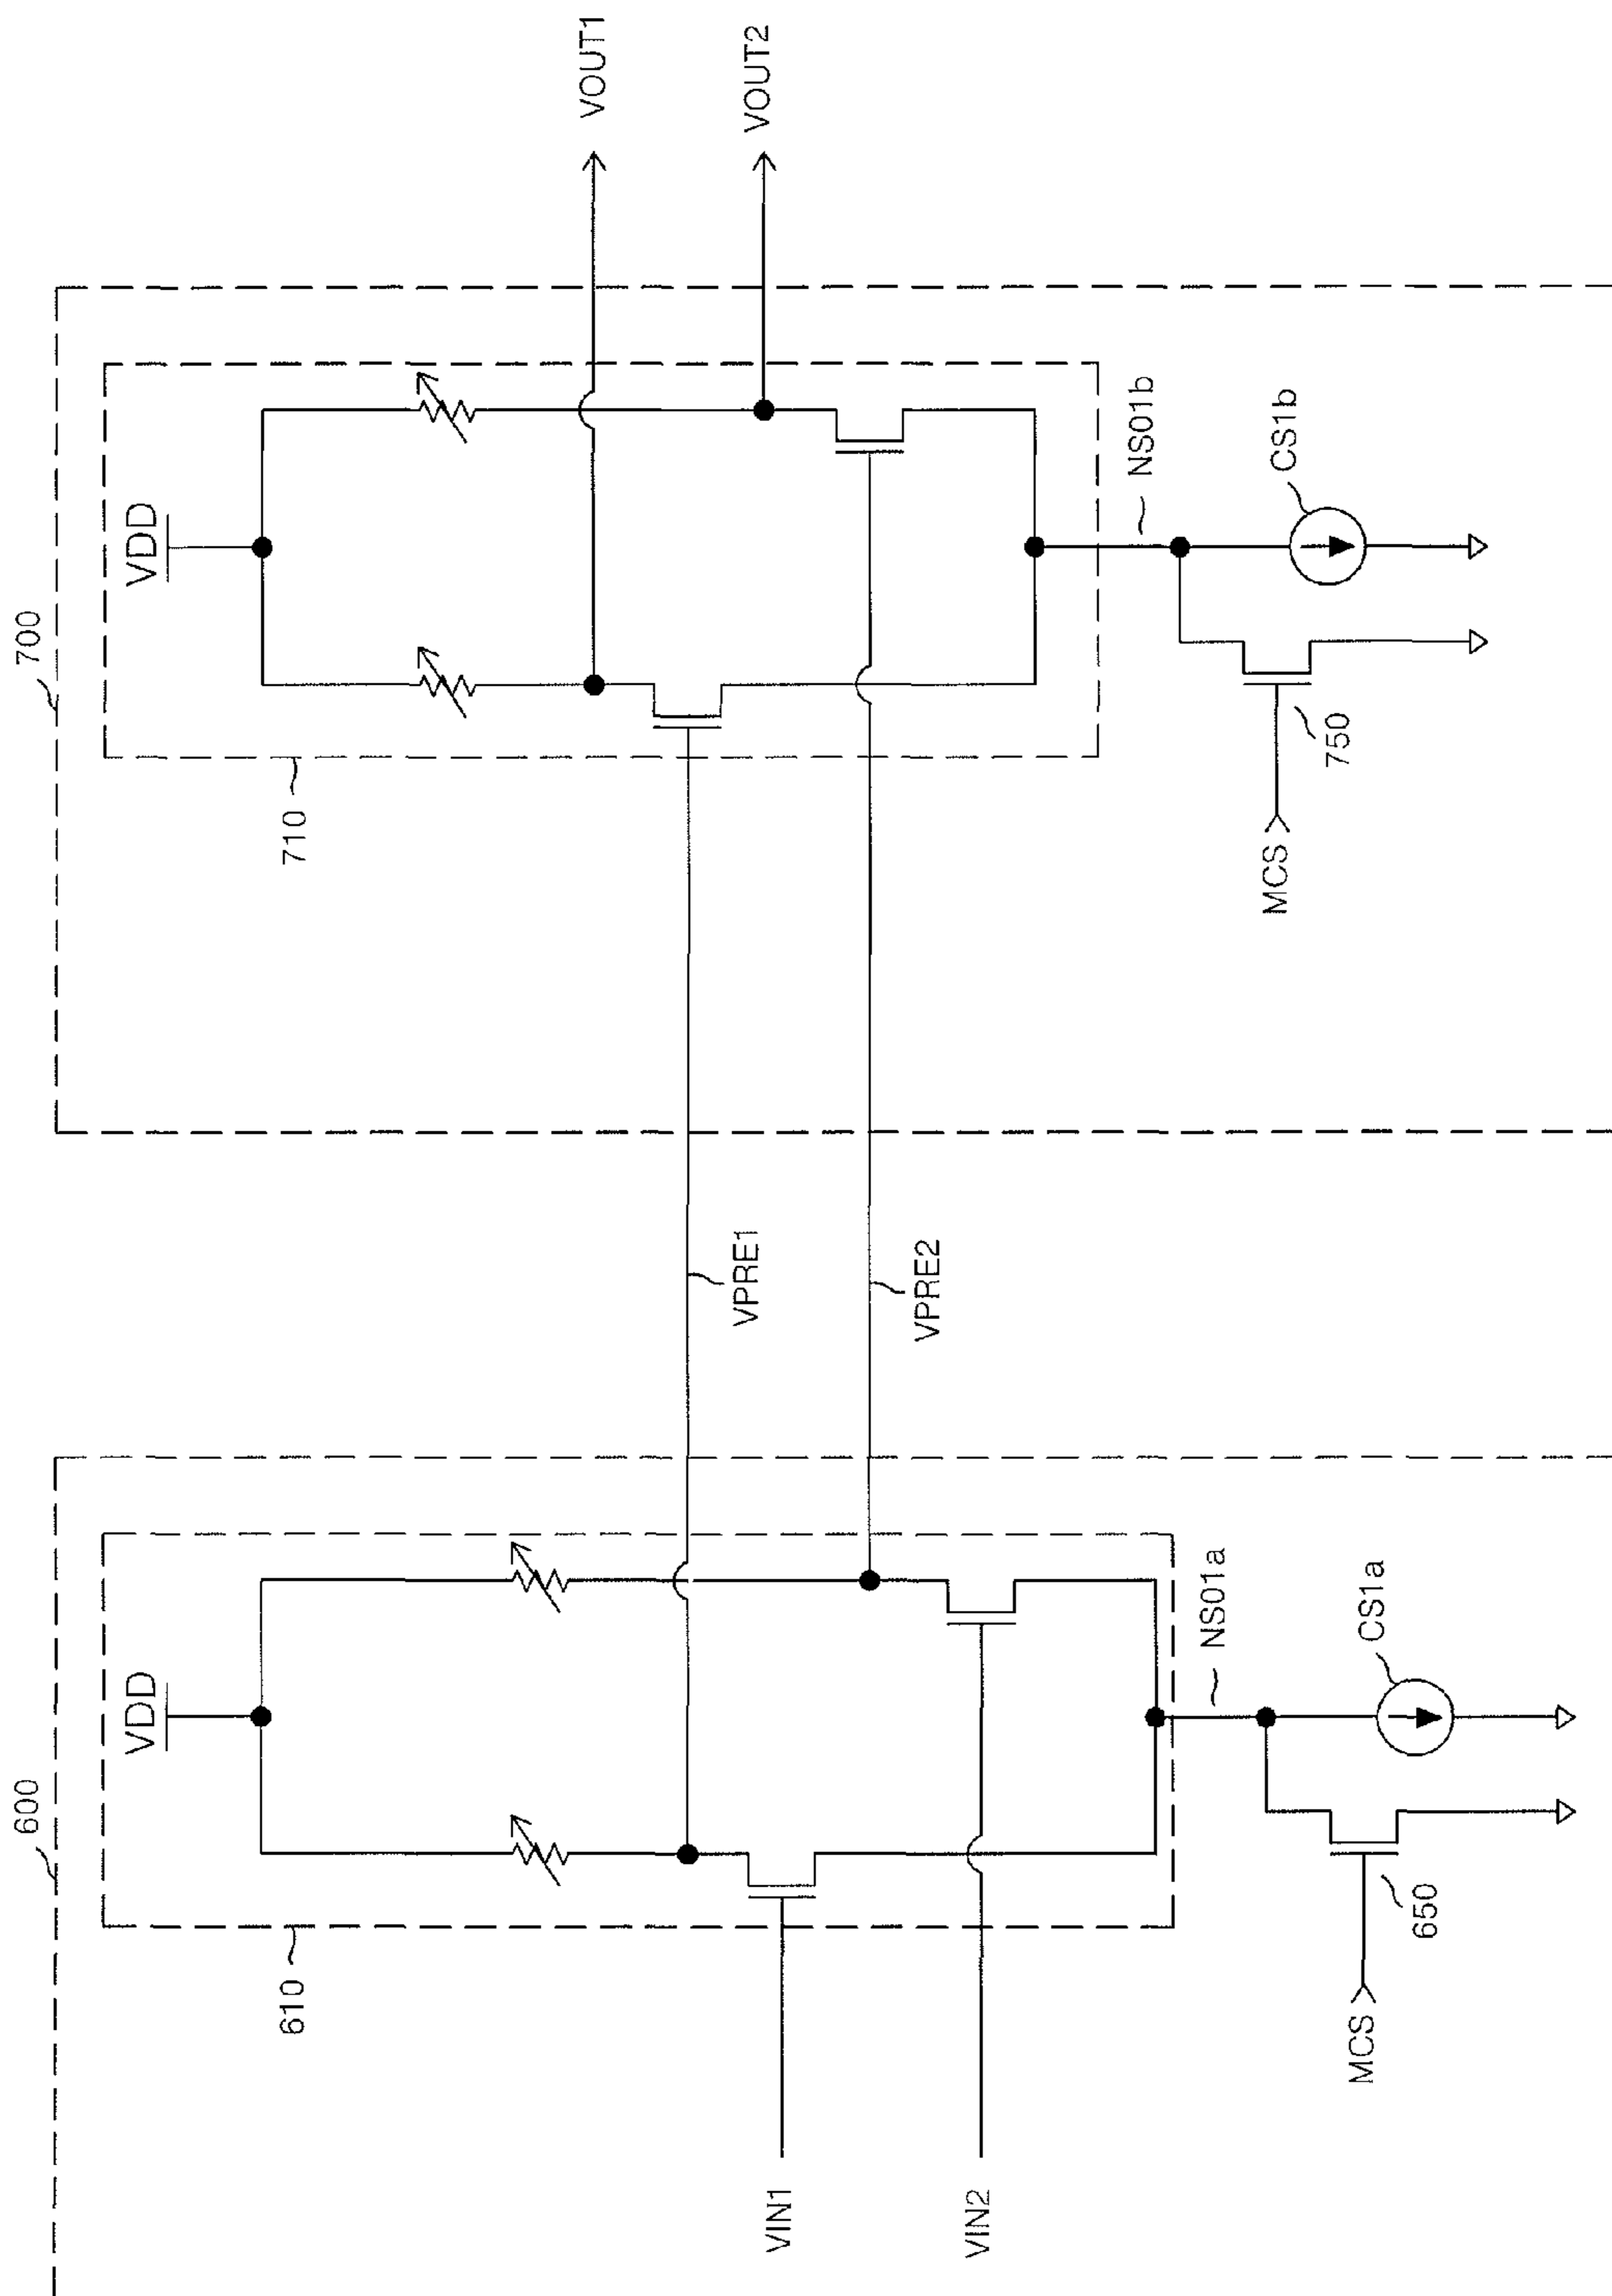 600
700
VDD
VDD
610
710
VOUT1
VOUT2
VPRE1
VPRE2
VIN1
VIN2
NS01a
NS01b
CS1a
CS1b
MCS
650
MCS
750